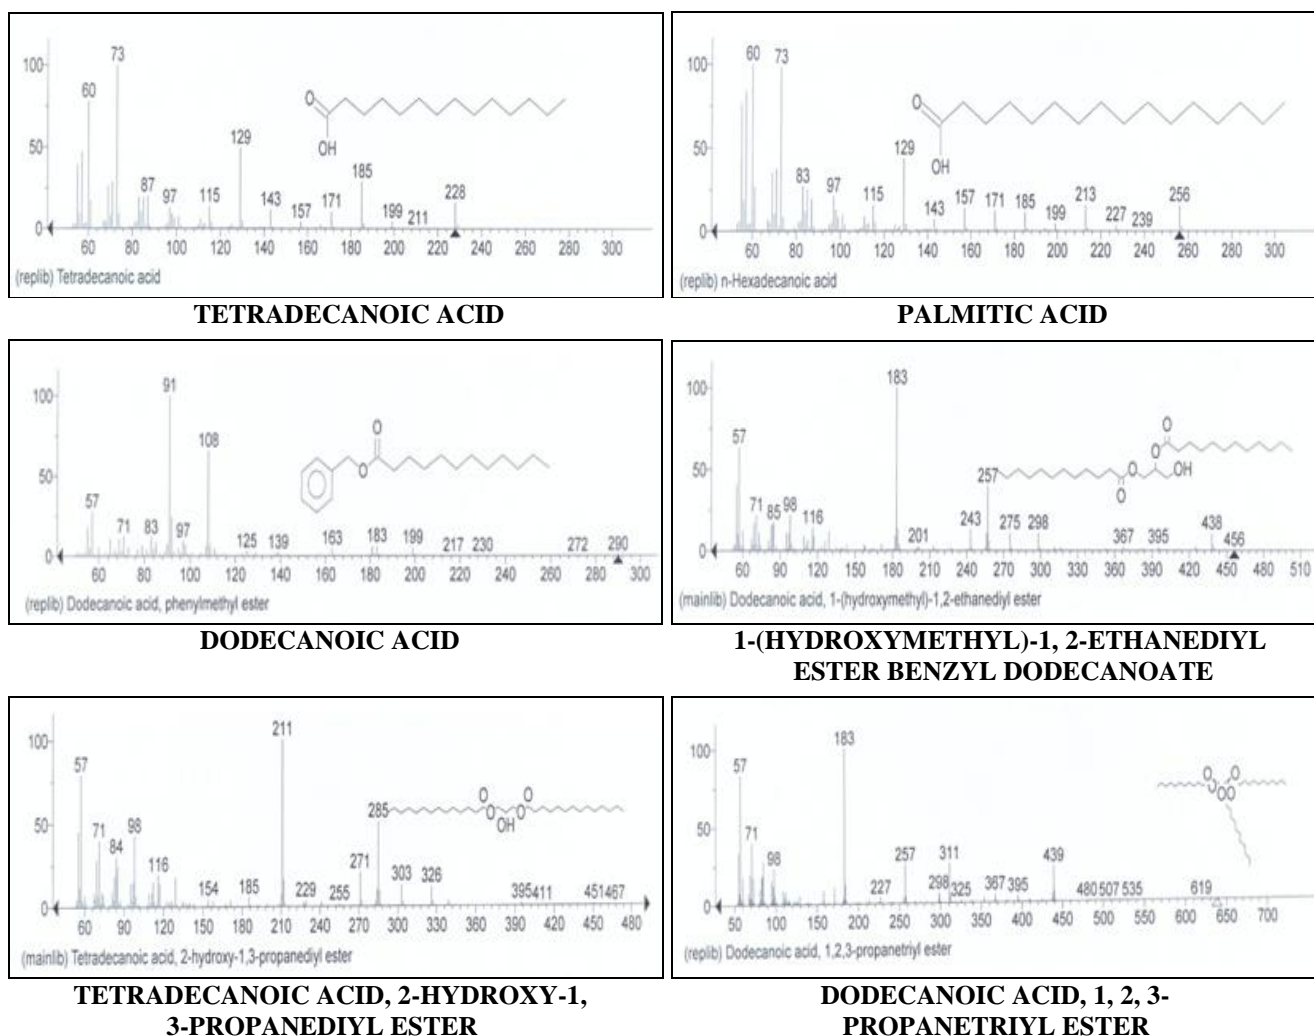 73
100
60
O
OH
50
129
185
87
97
115
143
157
171
199
211
228
0
60 80 100 120 140 160 180 200 220 240 260 280 300
(replib) Tetradecanoic acid
TETRADECANOIC ACID
60
73
100
O
OH
50
129
83
97
115
143
157
171
185
199
213
227
239
256
0
60 80 100 120 140 160 180 200 220 240 260 280 300
(replib) n-Hexadecanoic acid
PALMITIC ACID
91
100
108
O
O
50
57
71
83
97
125
139
163
183
199
217
230
272
290
0
60 80 100 120 140 160 180 200 220 240 260 280 300
(replib) Dodecanoic acid, phenylmethyl ester
DODECANOIC ACID
183
100
57
O
O
O
OH
O
50
257
71
85
98
116
201
243
275
298
367
395
438
456
0
60 90 120 150 180 210 240 270 300 330 360 390 420 450 480 510
(mainlib) Dodecanoic acid, 1-(hydroxymethyl)-1,2-ethanediyl ester
1-(HYDROXYMETHYL)-1, 2-ETHANEDIYL
ESTER BENZYL DODECANOATE
211
100
57
O O
O O
OH
50
285
71
84
98
116
154
185
229
255
271
303
326
395
411
451
467
0
60 90 120 150 180 210 240 270 300 330 360 390 420 450 480
(mainlib) Tetradecanoic acid, 2-hydroxy-1,3-propanediyl ester
TETRADECANOIC ACID, 2-HYDROXY-1,
3-PROPANEDIYL ESTER
183
100
57
O O
O O O
50
71
98
227
257
298
311
325
367
395
439
480
507
535
619
0
50 100 150 200 250 300 350 400 450 500 550 600 650 700
(replib) Dodecanoic acid, 1,2,3-propanetriyl ester
DODECANOIC ACID, 1, 2, 3-
PROPANETRIYL ESTER